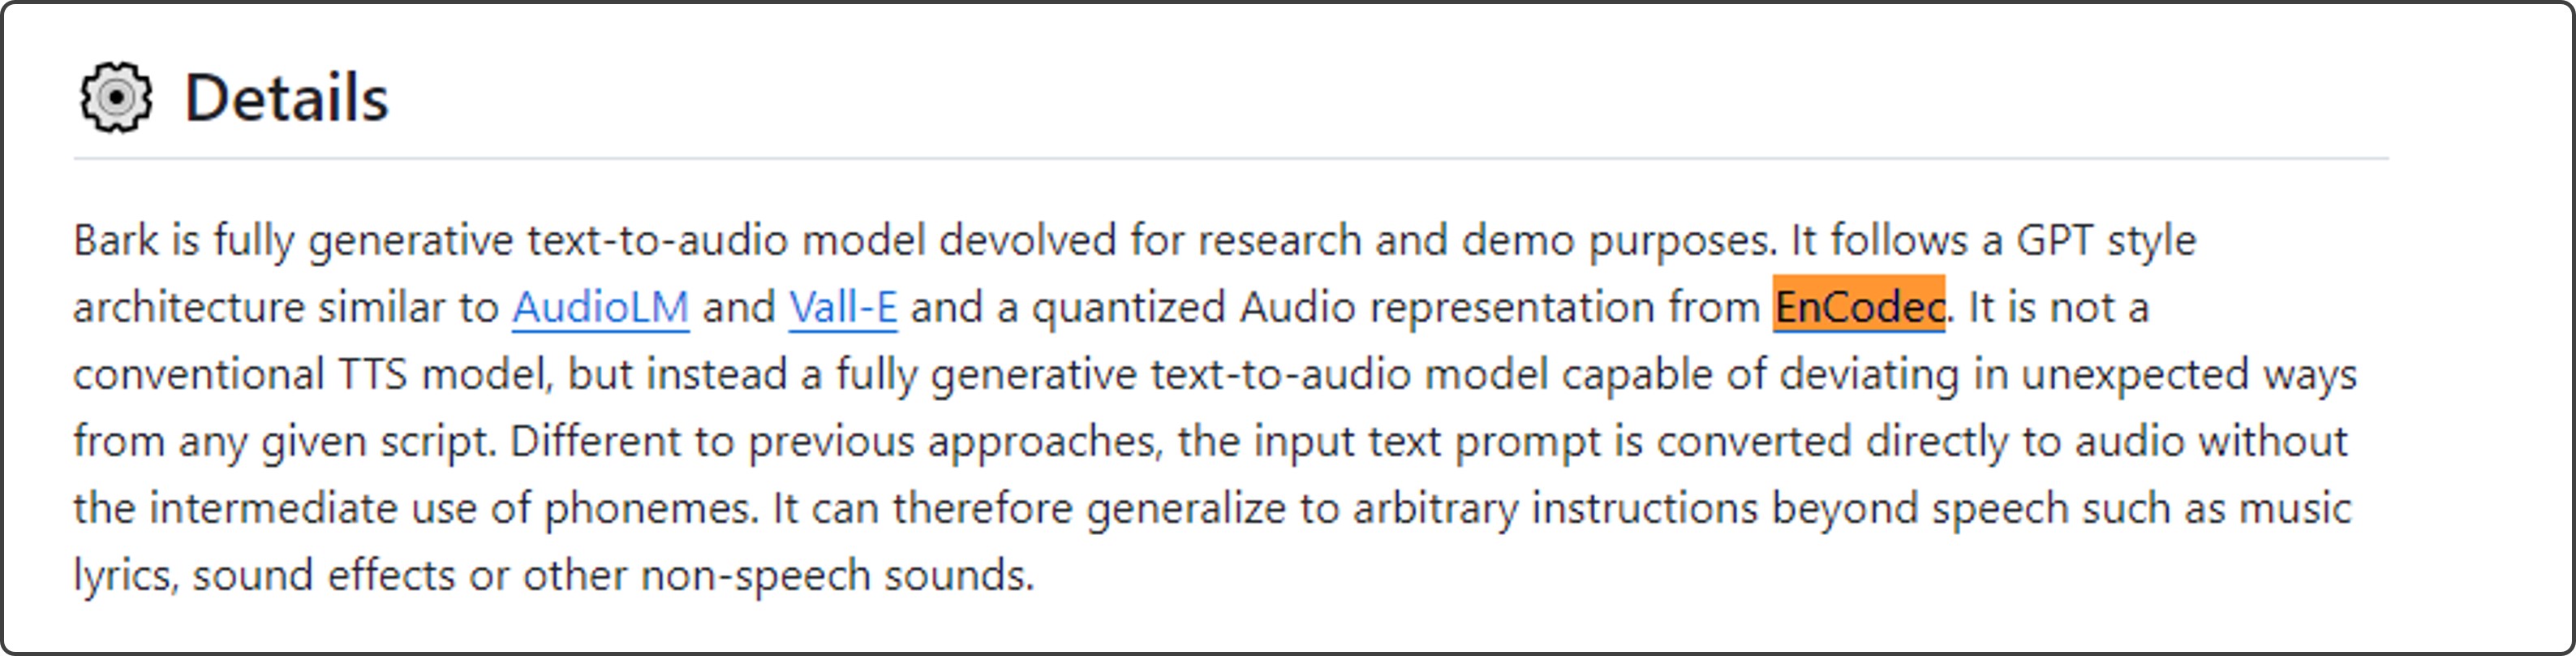 Details
Bark is fully generative text-to-audio model devolved for research and demo purposes. It follows a GPT style
architecture similar to AudioLM and Vall-E and a quantized Audio representation from EnCodec. It is not a
conventional TTS model, but instead a fully generative text-to-audio model capable of deviating in unexpected ways
from any given script. Different to previous approaches, the input text prompt is converted directly to audio without
the intermediate use of phonemes. It can therefore generalize to arbitrary instructions beyond speech such as music
lyrics, sound effects or other non-speech sounds.